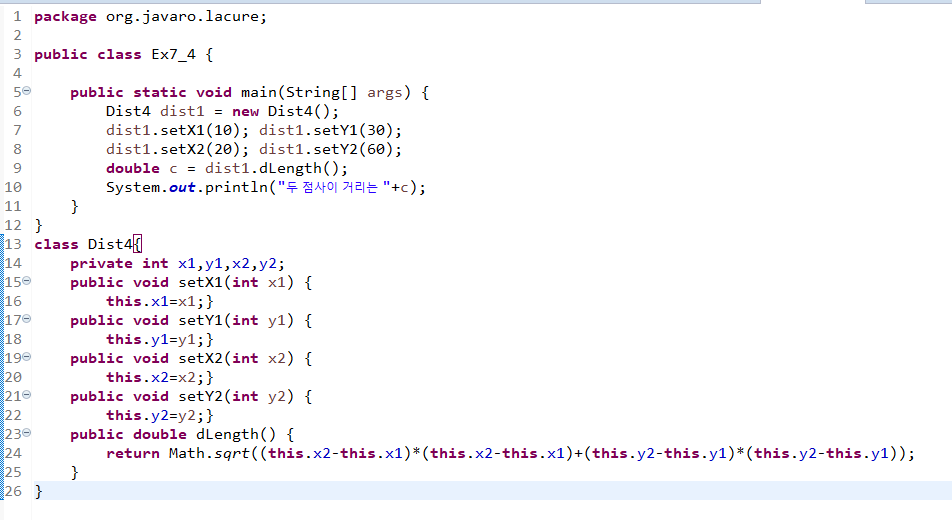 1 package org.javaro.lacure;
2
3 public class Ex7_4 {
4
5 public static void main(String[] args) {
6 Dist4 dist1 = new Dist4();
7 dist1.setX1(10); dist1.setY1(30);
8 dist1.setX2(20); dist1.setY2(60);
9 double c = dist1.dLength();
10 System.out.println("두 점사이 거리는 "+c);
11 }
12 }
13 class Dist4{
14 private int x1,y1,x2,y2;
15 public void setX1(int x1) {
16 this.x1=x1;}
17 public void setY1(int y1) {
18 this.y1=y1;}
19 public void setX2(int x2) {
20 this.x2=x2;}
21 public void setY2(int y2) {
22 this.y2=y2;}
23 public double dLength() {
24 return Math.sqrt((this.x2-this.x1)*(this.x2-this.x1)+(this.y2-this.y1)*(this.y2-this.y1));
25 }
26 }